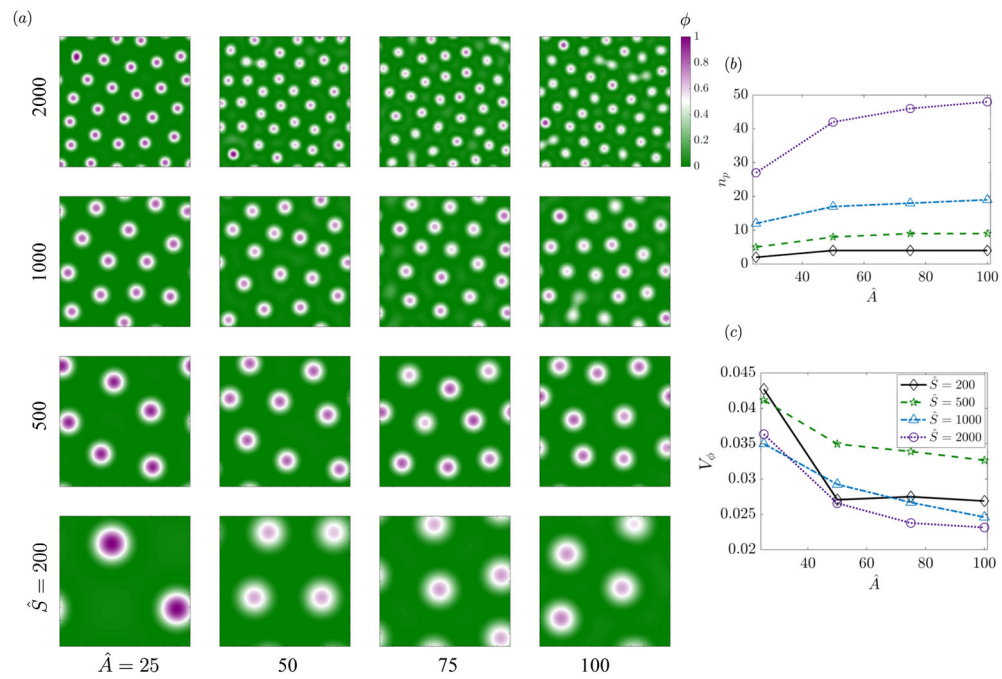 (a)
2000
1000
500
Ŝ = 200
Â = 25
50
75
100
ϕ
1
0.8
0.6
0.4
0.2
0
(b)
50
40
30
20
10
0
n_p
40
60
80
100
Â
(c)
0.045
0.04
0.035
0.03
0.025
0.02
V_ϕ
Ŝ = 200
Ŝ = 500
Ŝ = 1000
Ŝ = 2000
40
60
80
100
Â